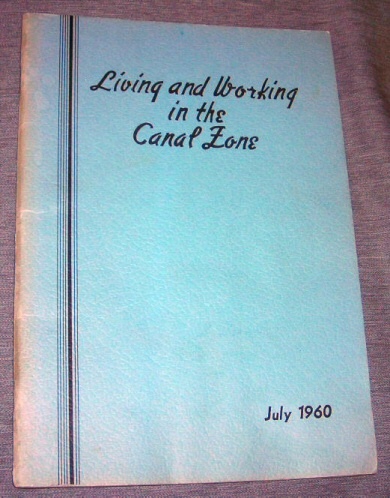 Living and Working
in the
Canal Zone
July 1960